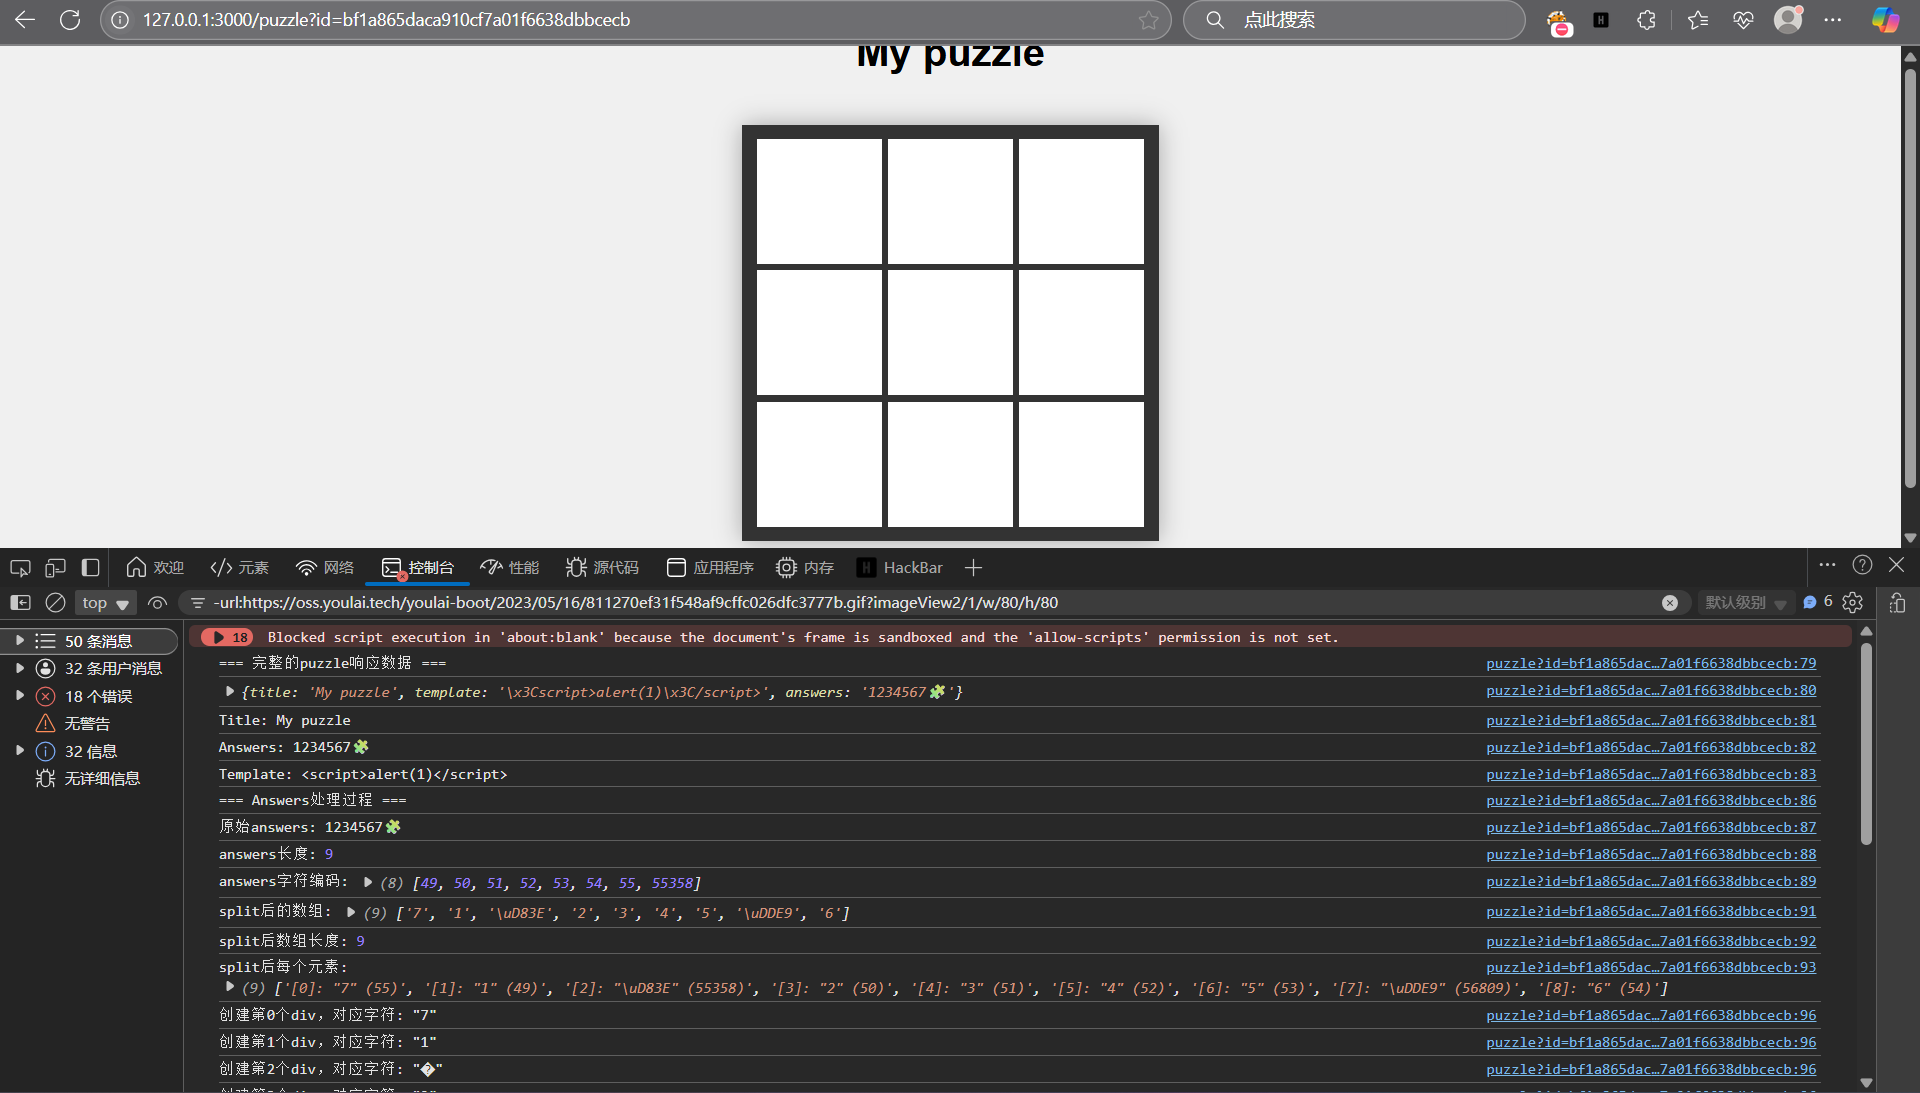 127.0.0.1:3000/puzzle?id=bf1a865daca910cf7a01f6638dbbcecb
点此搜索
My puzzle
欢迎
元素
网络
控制台
性能
源代码
应用程序
内存
HackBar
top
-url:https://oss.youlai.tech/youlai-boot/2023/05/16/811270ef31f548af9cffc026dfc3777b.gif?imageView2/1/w/80/h/80
默认级别
6
50 条消息
32 条用户消息
18 个错误
无警告
32 信息
无详细信息
18 Blocked script execution in 'about:blank' because the document's frame is sandboxed and the 'allow-scripts' permission is not set.
=== 完整的puzzle响应数据 === puzzle?id=bf1a865dac…7a01f6638dbbcecb:79
{title: 'My puzzle', template: '\x3Cscript>alert(1)\x3C/script>', answers: '1234567🧩'} puzzle?id=bf1a865dac…7a01f6638dbbcecb:80
Title: My puzzle puzzle?id=bf1a865dac…7a01f6638dbbcecb:81
Answers: 1234567🧩 puzzle?id=bf1a865dac…7a01f6638dbbcecb:82
Template: <script>alert(1)</script> puzzle?id=bf1a865dac…7a01f6638dbbcecb:83
=== Answers处理过程 === puzzle?id=bf1a865dac…7a01f6638dbbcecb:86
原始answers: 1234567🧩 puzzle?id=bf1a865dac…7a01f6638dbbcecb:87
answers长度: 9 puzzle?id=bf1a865dac…7a01f6638dbbcecb:88
answers字符编码: (8) [49, 50, 51, 52, 53, 54, 55, 55358] puzzle?id=bf1a865dac…7a01f6638dbbcecb:89
split后的数组: (9) ['7', '1', '\uD83E', '2', '3', '4', '5', '\uDDE9', '6'] puzzle?id=bf1a865dac…7a01f6638dbbcecb:91
split后数组长度: 9 puzzle?id=bf1a865dac…7a01f6638dbbcecb:92
split后每个元素: puzzle?id=bf1a865dac…7a01f6638dbbcecb:93
(9) ['[0]: "7" (55)', '[1]: "1" (49)', '[2]: "\uD83E" (55358)', '[3]: "2" (50)', '[4]: "3" (51)', '[5]: "4" (52)', '[6]: "5" (53)', '[7]: "\uDDE9" (56809)', '[8]: "6" (54)']
创建第0个div，对应字符: "7" puzzle?id=bf1a865dac…7a01f6638dbbcecb:96
创建第1个div，对应字符: "1" puzzle?id=bf1a865dac…7a01f6638dbbcecb:96
创建第2个div，对应字符: "�" puzzle?id=bf1a865dac…7a01f6638dbbcecb:96